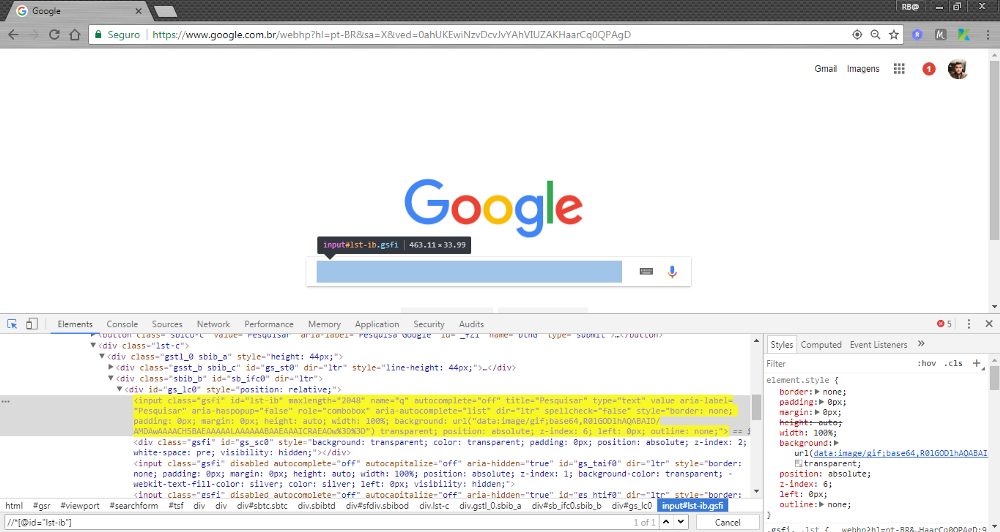 Google
RB@
Seguro
https://www.google.com.br/webhp?hl=pt-BR&sa=X&ved=0ahUKEwiNzvDcvJvYAhVIUZAKHaarCq0QPAgD
Gmail Imagens 1
Google
input#lst-ib.gsfi 463.11 × 33.99
Elements Console Sources Network Performance Memory Application Security Audits 5
<div class="lst-c">
<div class="gstl_0 sbib_a" style="height: 44px;">
<div class="gsst_b sbib_c" id="gs_st0" dir="ltr" style="line-height: 44px;">…</div>
<div class="sbib_b" id="sb_ifc0" dir="ltr">
<div id="gs_lc0" style="position: relative;">
<input class="gsfi" id="lst-ib" maxlength="2048" name="q" autocomplete="off" title="Pesquisar" type="text" value aria-label=
"Pesquisar" aria-haspopup="false" role="combobox" aria-autocomplete="list" dir="ltr" spellcheck="false" style="border: none;
padding: 0px; margin: 0px; height: auto; width: 100%; background: url("data:image/gif;base64,R0lGODlhAQABAID/
AMDAwAAAACH5BAEAAAAALAAAAAABAAEAAAICRAEAOw%3D%3D") transparent; position: absolute; z-index: 6; left: 0px; outline: none;"> ==
<div class="gsfi" id="gs_sc0" style="background: transparent; color: transparent; padding: 0px; position: absolute; z-index: 2;
white-space: pre; visibility: hidden;"></div>
<input class="gsfi" disabled autocomplete="off" autocapitalize="off" aria-hidden="true" id="gs_taif0" dir="ltr" style="border:
none; padding: 0px; margin: 0px; height: auto; width: 100%; position: absolute; z-index: 1; background-color: transparent; -
webkit-text-fill-color: silver; color: silver; left: 0px; visibility: hidden;">
<input class="gsfi" disabled autocomplete="off" autocapitalize="off" aria-hidden="true" id="gs_htif0" dir="ltr" style="border:
html #gsr #viewport #searchform #tsf div div #sbtc.sbtc div.sbibtd div#sfdiv.sbibod div.lst-c div.gstl_0.sbib_a div#sb_ifc0.sbib_b div#gs_lc0 input#lst-ib.gsfi
//*[@id="lst-ib"] 1 of 1 Cancel
Styles Computed Event Listeners »
Filter :hov .cls +
element.style {
border: none;
padding: 0px;
margin: 0px;
height: auto;
width: 100%;
background:
url(data:image/gif;base64,R0lGODlhAQABAI
transparent;
position: absolute;
z-index: 6;
left: 0px;
outline: none;
}